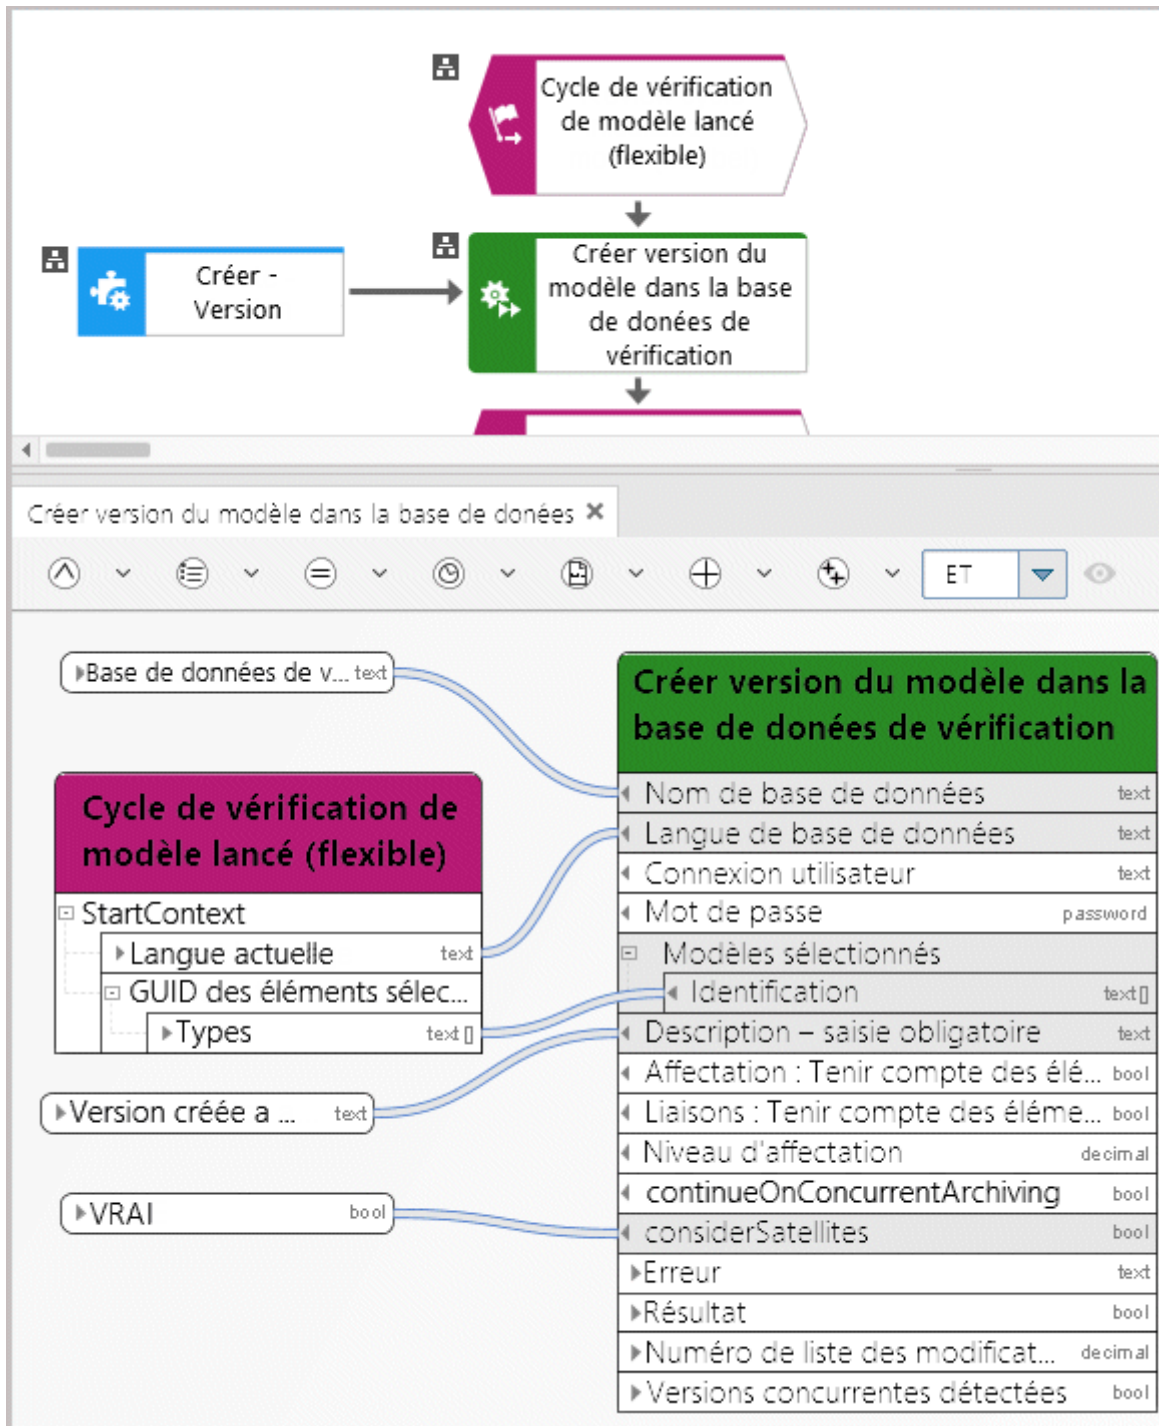 Cycle de vérification
de modèle lancé
(flexible)
Créer -
Version
Créer version du
modèle dans la base
de donées de
vérification
Créer version du modèle dans la base de donées
ET
Base de données de v... text
Créer version du modèle dans la
base de donées de vérification
Cycle de vérification de
modèle lancé (flexible)
StartContext
Langue actuelle text
GUID des éléments sélec...
Types text []
Version créée a ... text
VRAI bool
Nom de base de données text
Langue de base de données text
Connexion utilisateur text
Mot de passe password
Modèles sélectionnés
Identification text[]
Description – saisie obligatoire text
Affectation : Tenir compte des élé... bool
Liaisons : Tenir compte des éléme... bool
Niveau d'affectation decimal
continueOnConcurrentArchiving bool
considerSatellites bool
Erreur text
Résultat bool
Numéro de liste des modificat... decimal
Versions concurrentes détectées bool